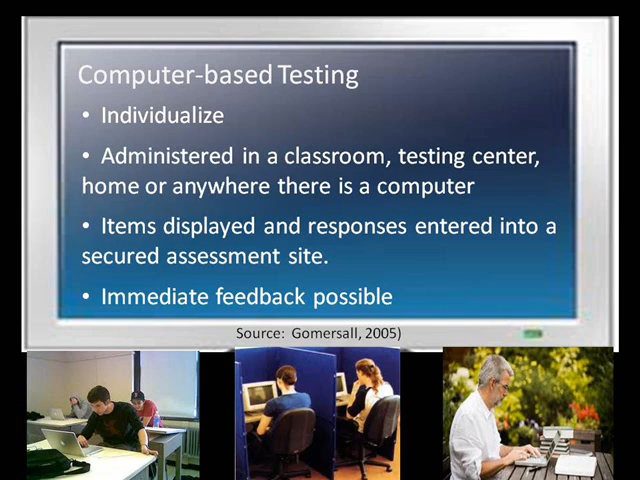 Computer-based Testing
• Individualize
• Administered in a classroom, testing center,
home or anywhere there is a computer
• Items displayed and responses entered into a
secured assessment site.
• Immediate feedback possible
Source: Gomersall, 2005)